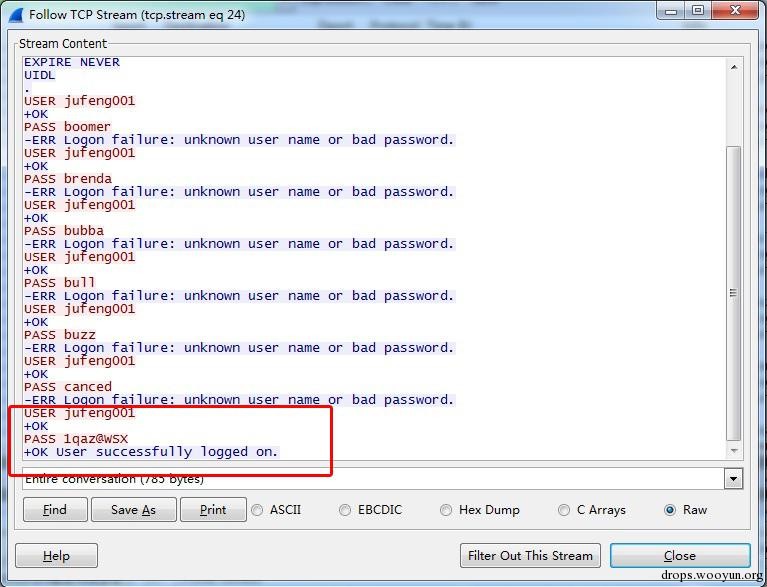 Follow TCP Stream (tcp.stream eq 24)
Stream Content
EXPIRE NEVER
UIDL
.
USER jufeng001
+OK
PASS boomer
-ERR Logon failure: unknown user name or bad password.
USER jufeng001
+OK
PASS brenda
-ERR Logon failure: unknown user name or bad password.
USER jufeng001
+OK
PASS bubba
-ERR Logon failure: unknown user name or bad password.
USER jufeng001
+OK
PASS bull
-ERR Logon failure: unknown user name or bad password.
USER jufeng001
+OK
PASS buzz
-ERR Logon failure: unknown user name or bad password.
USER jufeng001
+OK
PASS canced
-ERR Logon failure: unknown user name or bad password.
USER jufeng001
+OK
PASS 1qaz@WSX
+OK User successfully logged on.
Entire conversation (785 bytes)
Find Save As Print ASCII EBCDIC Hex Dump C Arrays Raw
Help Filter Out This Stream Close
drops.wooyun.org